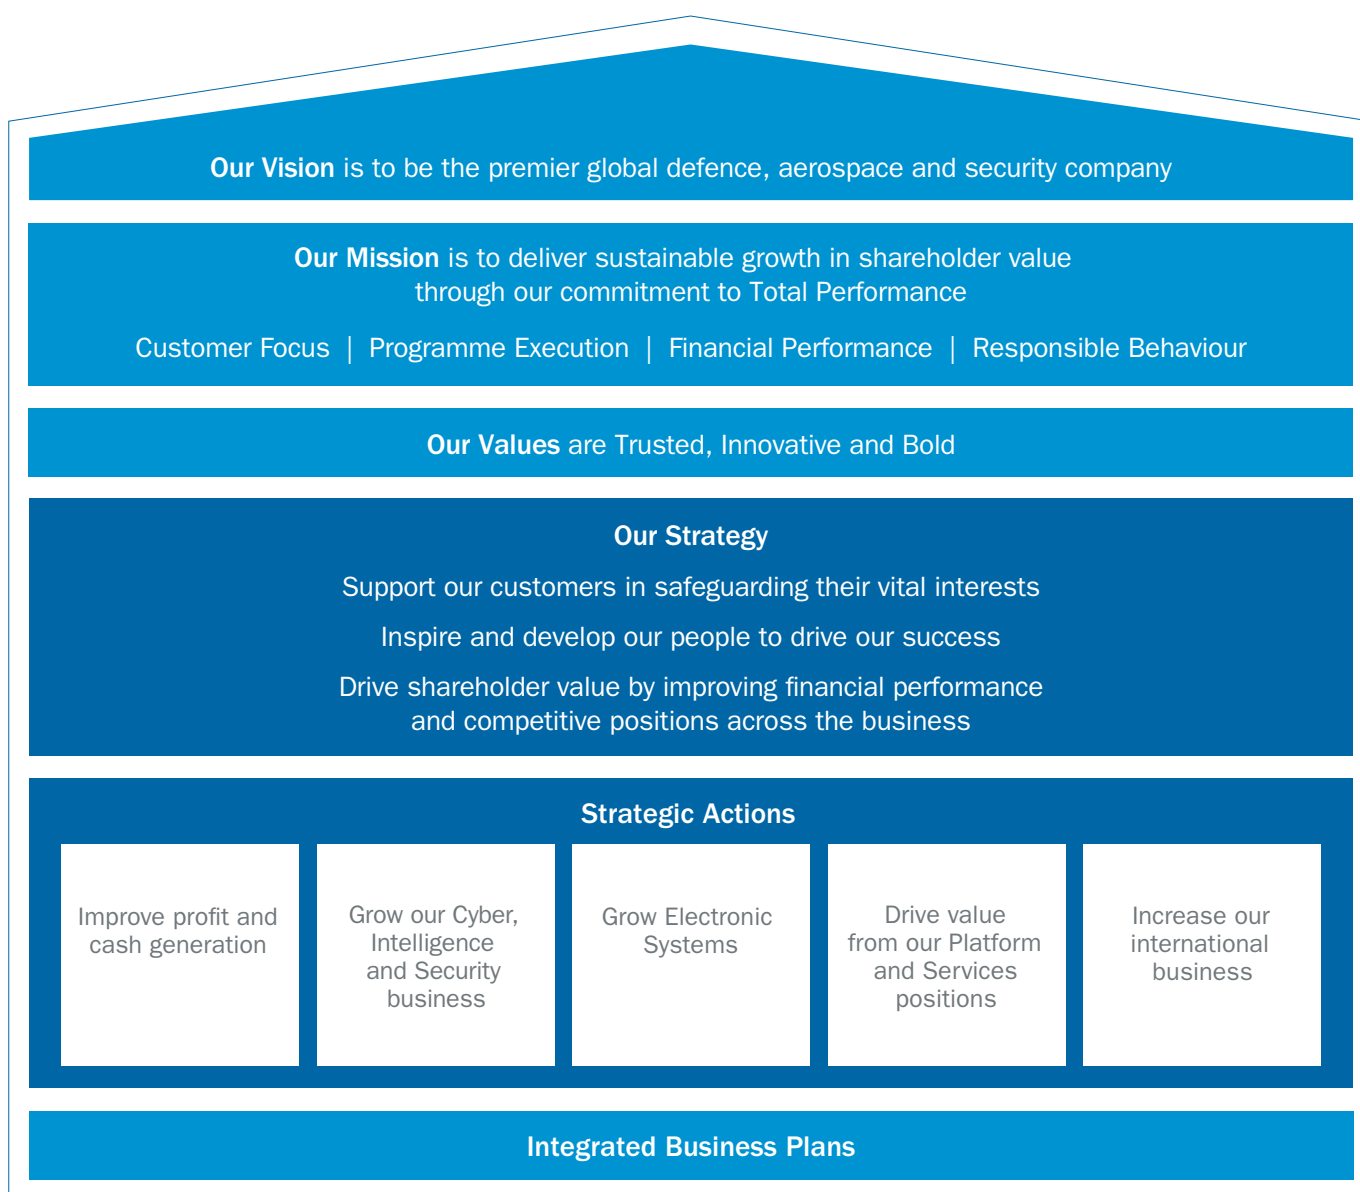 Our Vision is to be the premier global defence, aerospace and security company
Our Mission is to deliver sustainable growth in shareholder value
through our commitment to Total Performance
Customer Focus | Programme Execution | Financial Performance | Responsible Behaviour
Our Values are Trusted, Innovative and Bold
Our Strategy
Support our customers in safeguarding their vital interests
Inspire and develop our people to drive our success
Drive shareholder value by improving financial performance
and competitive positions across the business
Strategic Actions
Improve profit and
cash generation
Grow our Cyber,
Intelligence
and Security
business
Grow Electronic
Systems
Drive value
from our Platform
and Services
positions
Increase our
international
business
Integrated Business Plans